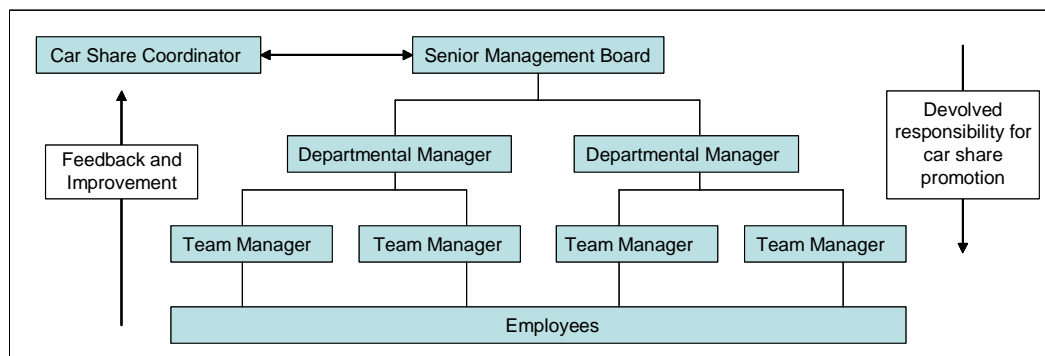 Car Share Coordinator
Senior Management Board
Departmental Manager
Departmental Manager
Feedback and
Improvement
Devolved
responsibility for
car share
promotion
Team Manager
Team Manager
Team Manager
Team Manager
Employees